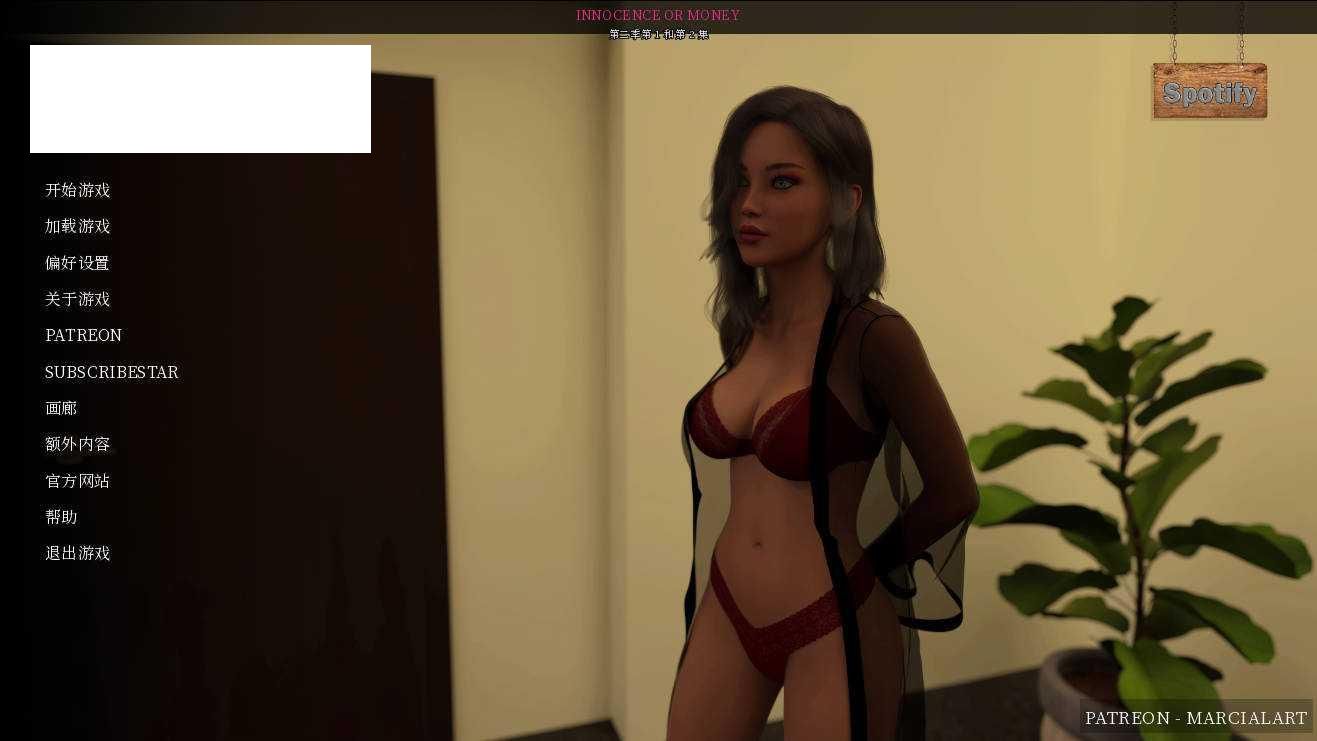 INNOCENCE OR MONEY
第二季第 1 和第 2 集
Spotify
开始游戏
加载游戏
偏好设置
关于游戏
PATREON
SUBSCRIBESTAR
画廊
额外内容
官方网站
帮助
退出游戏
PATREON - MARCIALART